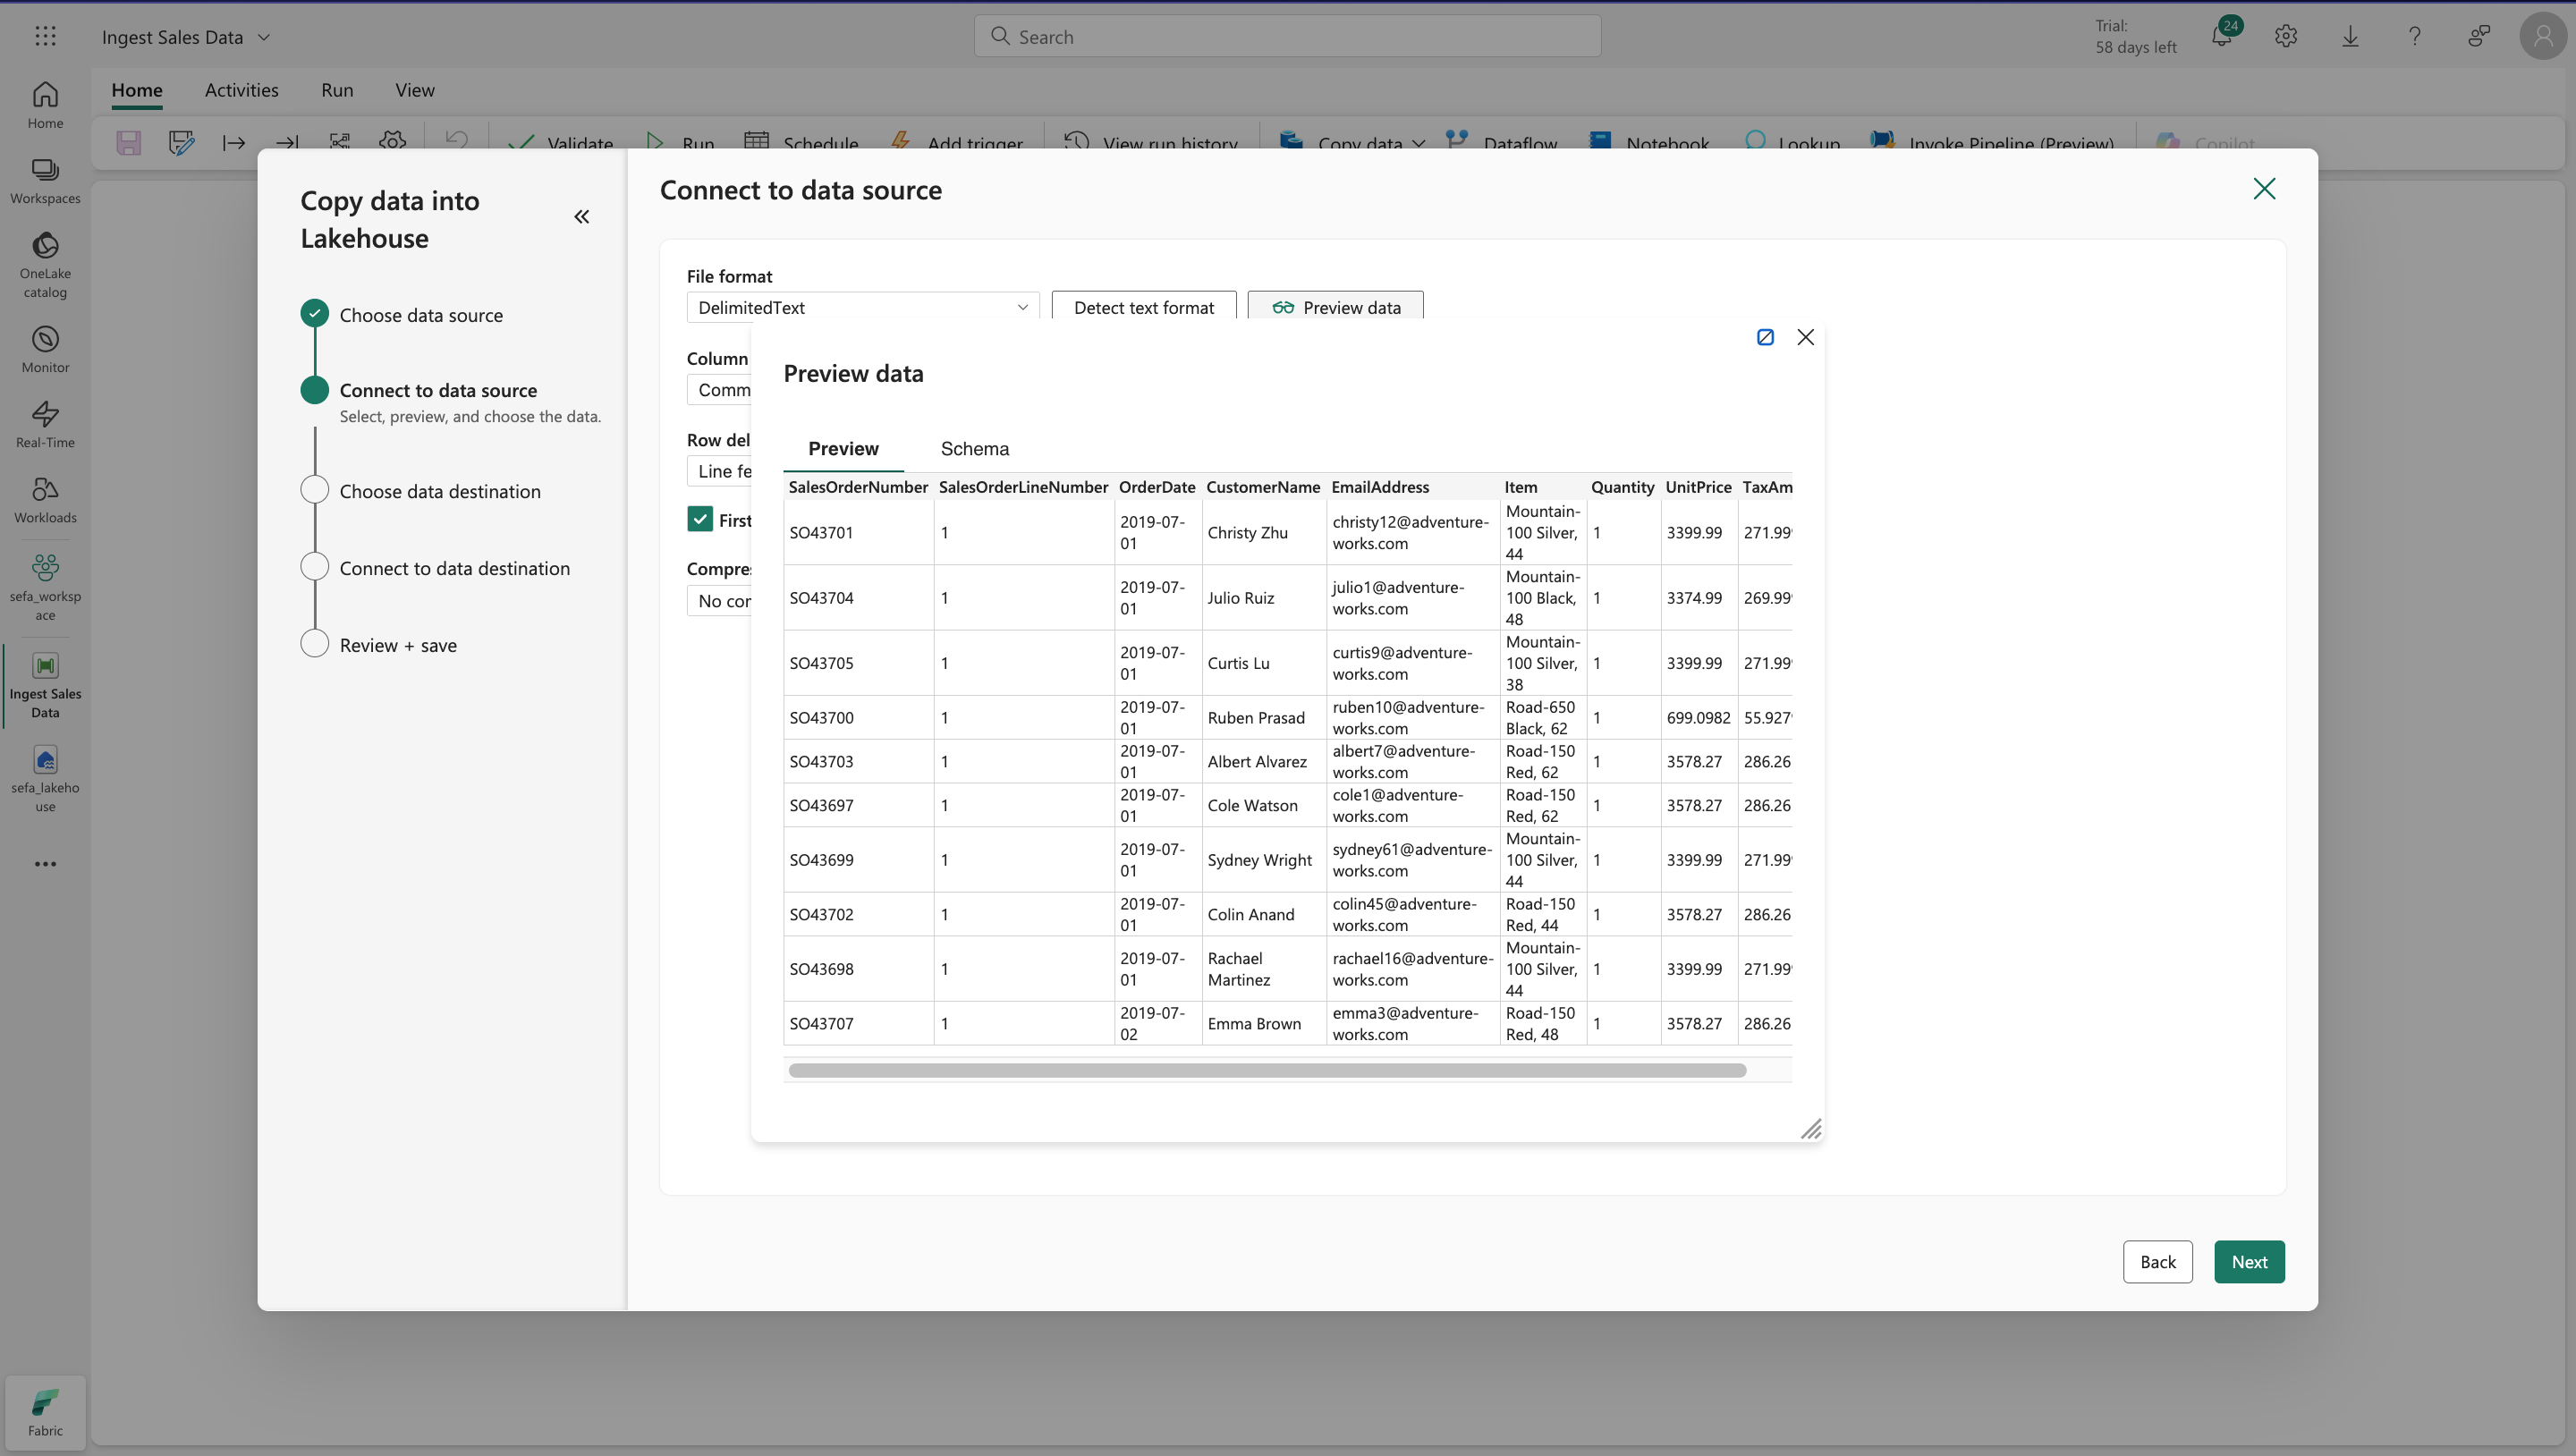 Ingest Sales Data
Search
Trial:
58 days left
24
Home
Activities
Run
View
Validate
Run
Schedule
Add trigger
View run history
Copy data
Dataflow
Notebook
Lookup
Invoke Pipeline (Preview)
Copilot
Home
Workspaces
OneLake
catalog
Monitor
Real-Time
Workloads
sefa_worksp
ace
Ingest Sales
Data
sefa_lakeho
use
Fabric
Copy data into
Lakehouse
Choose data source
Connect to data source
Select, preview, and choose the data.
Choose data destination
Connect to data destination
Review + save
Connect to data source
File format
DelimitedText
Detect text format
Preview data
Column
Comm
Row del
Line fe
First
Compres
No cor
Preview data
Preview
Schema
SalesOrderNumber SalesOrderLineNumber OrderDate CustomerName EmailAddress Item Quantity UnitPrice TaxAm
SO43701 1 2019-07-01 Christy Zhu christy12@adventure-works.com Mountain-100 Silver, 44 1 3399.99 271.99
SO43704 1 2019-07-01 Julio Ruiz julio1@adventure-works.com Mountain-100 Black, 48 1 3374.99 269.99
SO43705 1 2019-07-01 Curtis Lu curtis9@adventure-works.com Mountain-100 Silver, 38 1 3399.99 271.99
SO43700 1 2019-07-01 Ruben Prasad ruben10@adventure-works.com Road-650 Black, 62 1 699.0982 55.927
SO43703 1 2019-07-01 Albert Alvarez albert7@adventure-works.com Road-150 Red, 62 1 3578.27 286.26
SO43697 1 2019-07-01 Cole Watson cole1@adventure-works.com Road-150 Red, 62 1 3578.27 286.26
SO43699 1 2019-07-01 Sydney Wright sydney61@adventure-works.com Mountain-100 Silver, 44 1 3399.99 271.99
SO43702 1 2019-07-01 Colin Anand colin45@adventure-works.com Road-150 Red, 44 1 3578.27 286.26
SO43698 1 2019-07-01 Rachael Martinez rachael16@adventure-works.com Mountain-100 Silver, 44 1 3399.99 271.99
SO43707 1 2019-07-02 Emma Brown emma3@adventure-works.com Road-150 Red, 48 1 3578.27 286.26
Back
Next